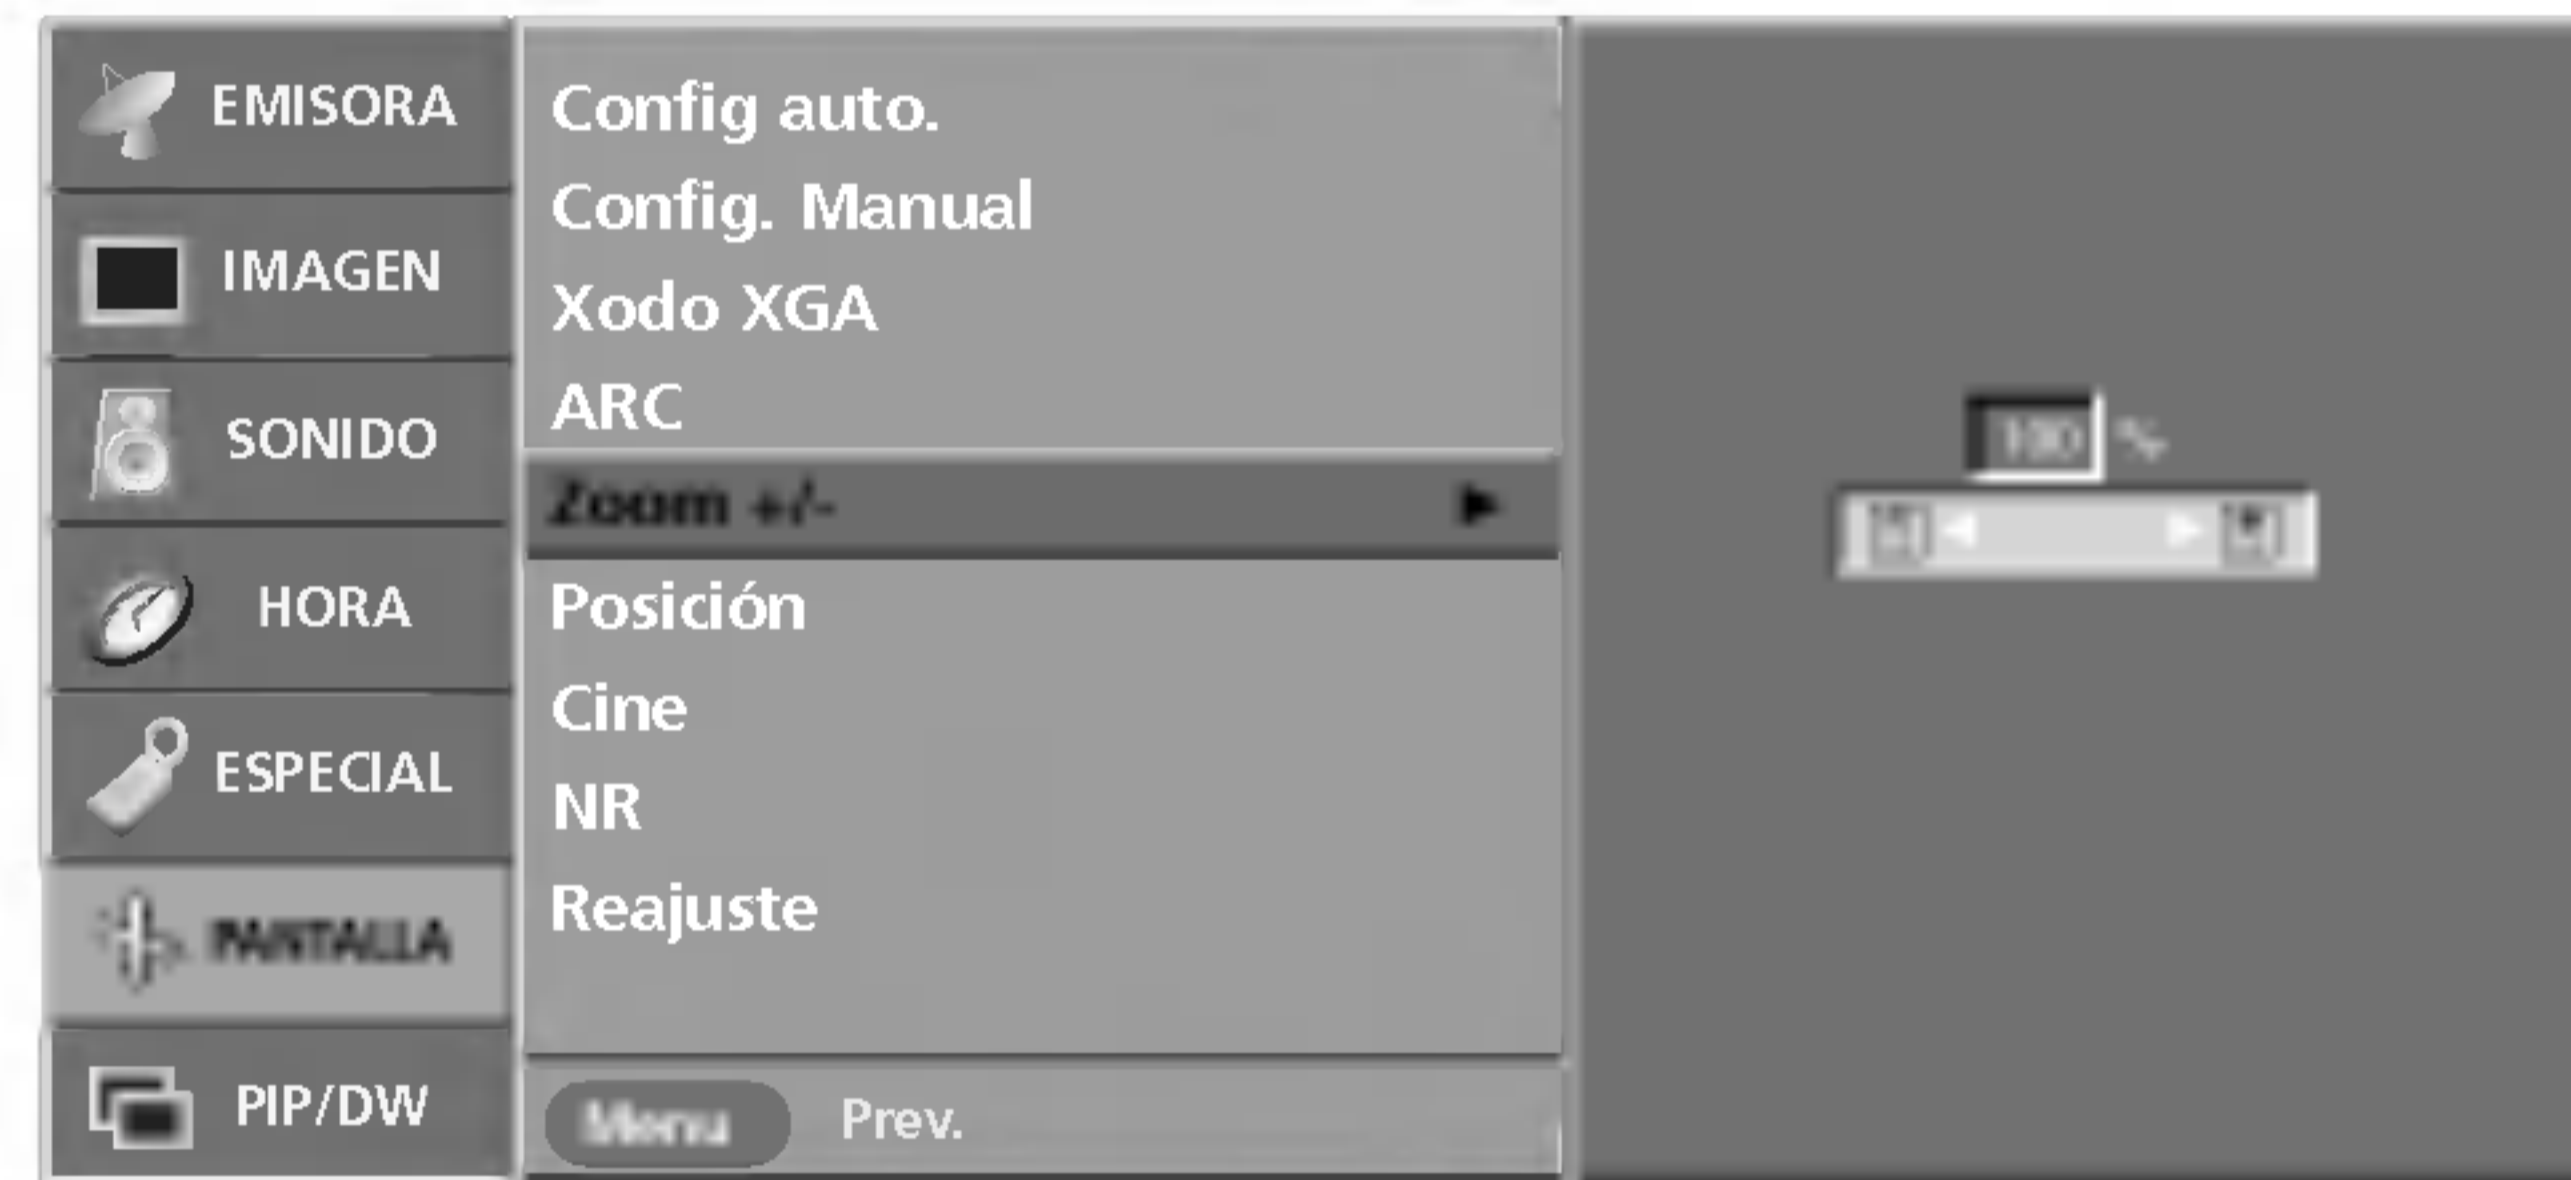 EMISORA
IMAGEN
SONIDO
HORA
ESPECIAL
PANTALLA
PIP/DW
Config auto.
Config. Manual
Xodo XGA
ARC
Zoom +/-
Posición
Cine
NR
Reajuste
Menu Prev.
100 %